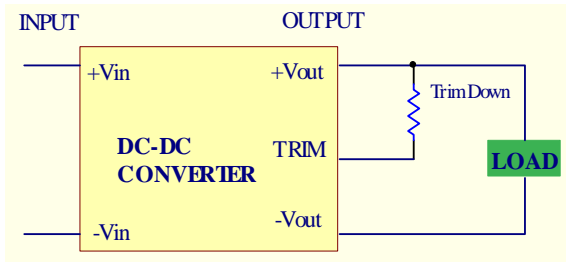 INPUT OUTPUT
+Vin +Vout
Trim Down
DC-DC
CONVERTER
TRIM
LOAD
-Vin -Vout